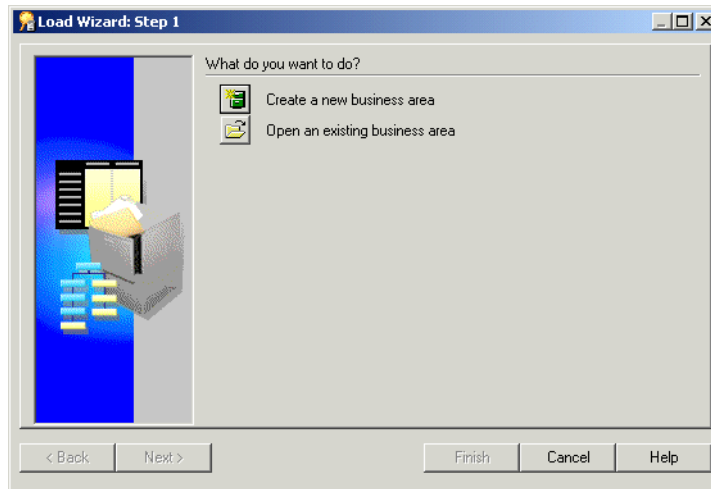 Load Wizard: Step 1
What do you want to do?
Create a new business area
Open an existing business area
< Back Next > Finish Cancel Help